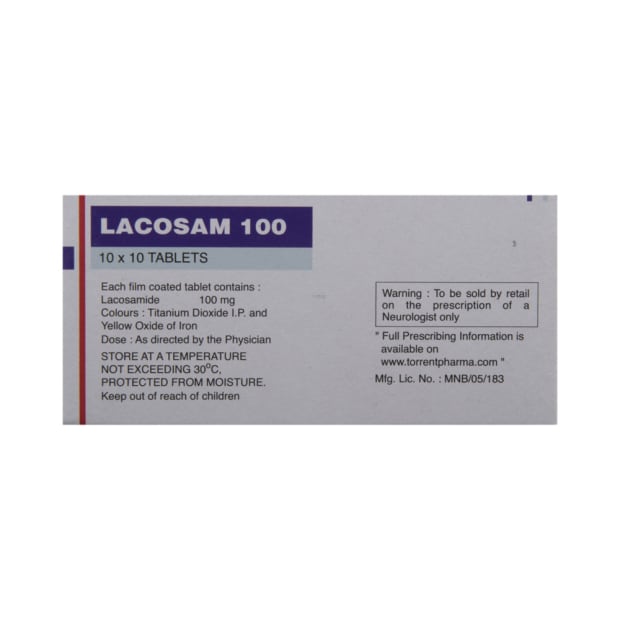 LACOSAM 100
10 x 10 TABLETS
Each film coated tablet contains :
Lacosamide 100 mg
Colours : Titanium Dioxide I.P. and
Yellow Oxide of Iron
Dose : As directed by the Physician
STORE AT A TEMPERATURE
NOT EXCEEDING 30⁰C,
PROTECTED FROM MOISTURE.
Keep out of reach of children
3
Warning : To be sold by retail
on the prescription of a
Neurologist only
" Full Prescribing Information is
available on
www.torrentpharma.com "
Mfg. Lic. No. : MNB/05/183